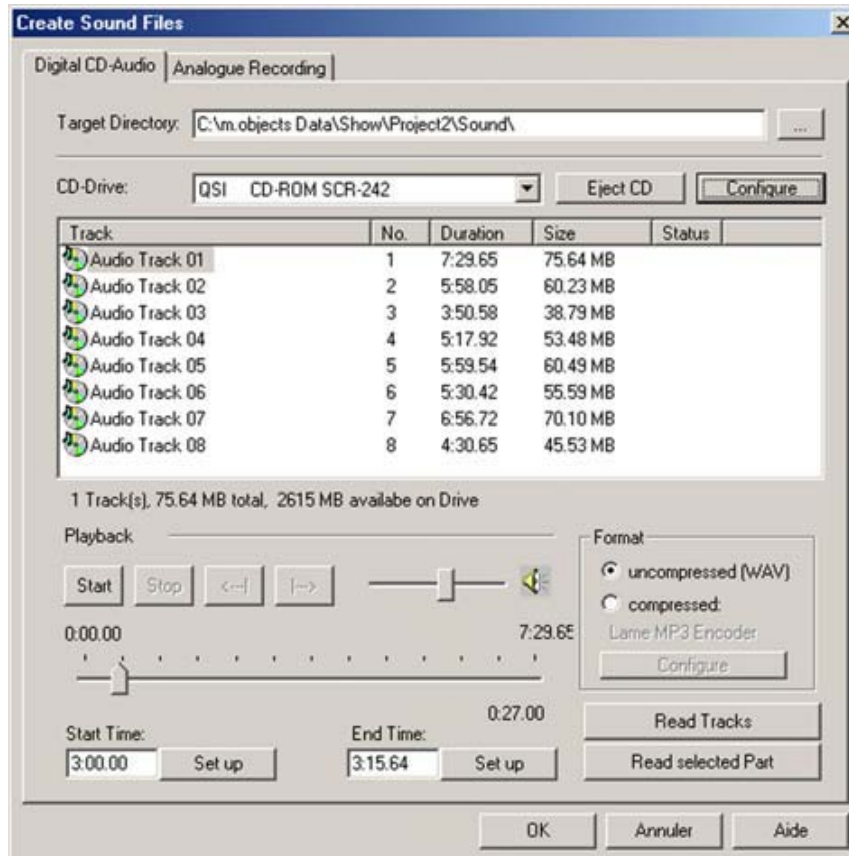 Create Sound Files
Digital CD-Audio Analogue Recording
Target Directory: C:\m.objects Data\Show\Project2\Sound\ ...
CD-Drive: QSI CD-ROM SCR-242 Eject CD Configure
Track No. Duration Size Status
Audio Track 01 1 7:29.65 75.64 MB
Audio Track 02 2 5:58.05 60.23 MB
Audio Track 03 3 3:50.58 38.79 MB
Audio Track 04 4 5:17.92 53.48 MB
Audio Track 05 5 5:59.54 60.49 MB
Audio Track 06 6 5:30.42 55.59 MB
Audio Track 07 7 6:56.72 70.10 MB
Audio Track 08 8 4:30.65 45.53 MB
1 Track(s), 75.64 MB total, 2615 MB availabe on Drive
Playback
Start Stop <---| |--->
0:00.00 7:29.65
0:27.00
Start Time: End Time:
3:00.00 Set up 3:15.64 Set up
Format
uncompressed (WAV)
compressed:
Lame MP3 Encoder
Configure
Read Tracks
Read selected Part
OK Annuler Aide